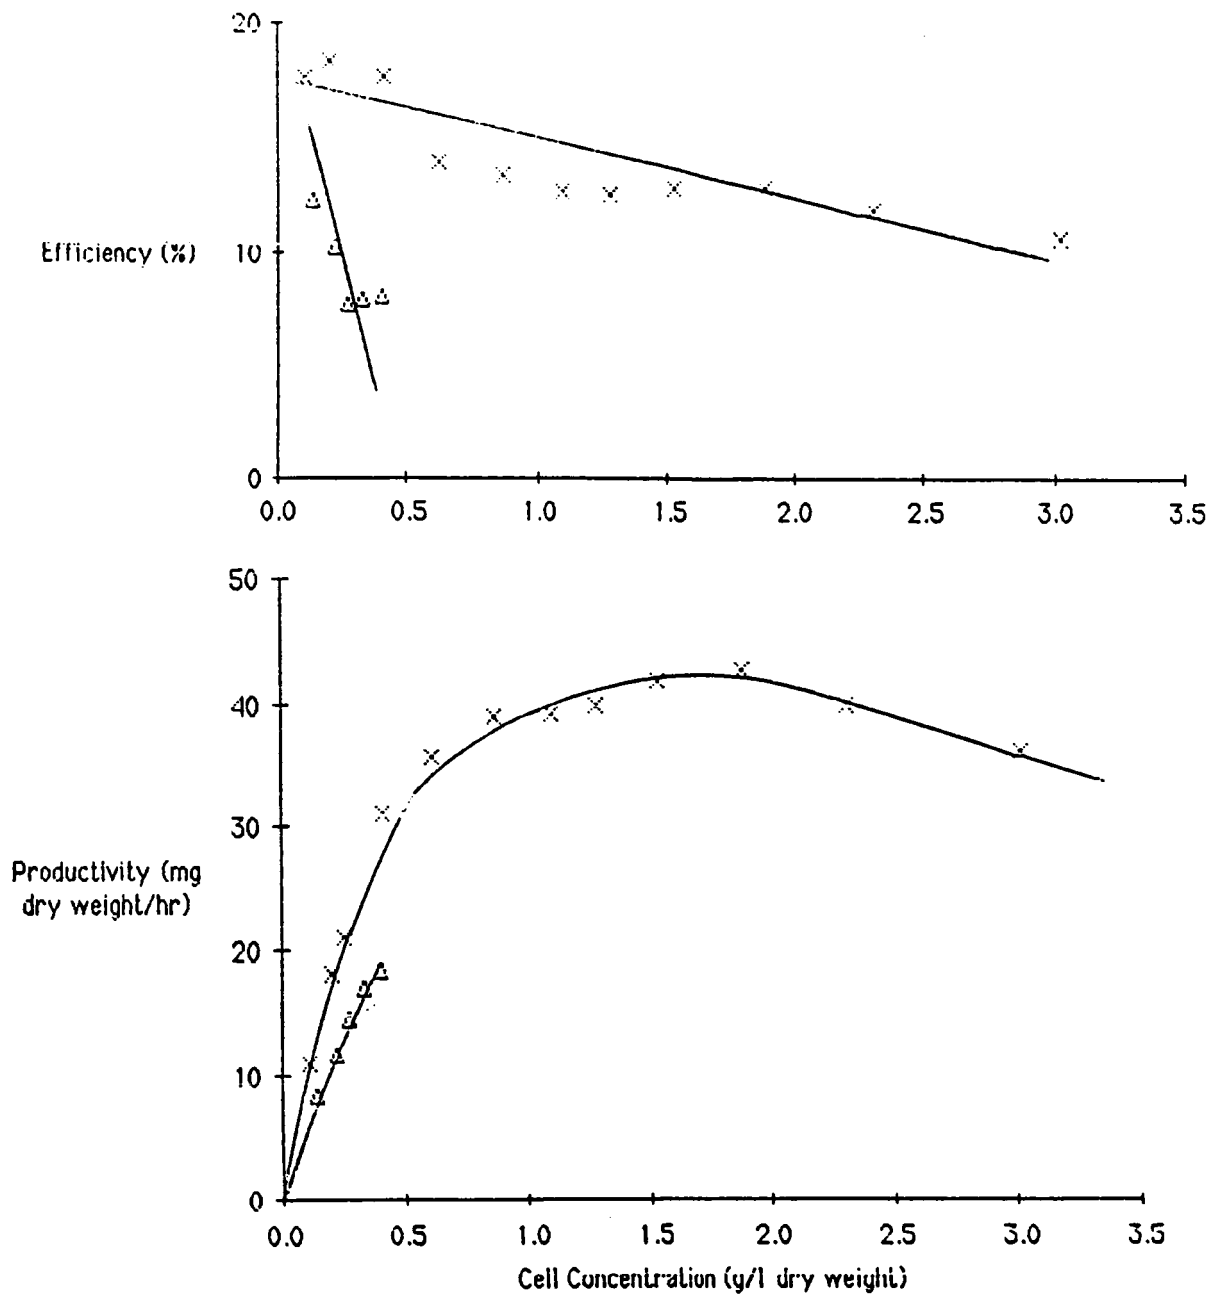 20
Efficiency (%)
10
0
0.0 0.5 1.0 1.5 2.0 2.5 3.0 3.5
50
40
30
Productivity (mg
dry weight/hr)
20
10
0
0.0 0.5 1.0 1.5 2.0 2.5 3.0 3.5
Cell Concentration (g/l dry weight)